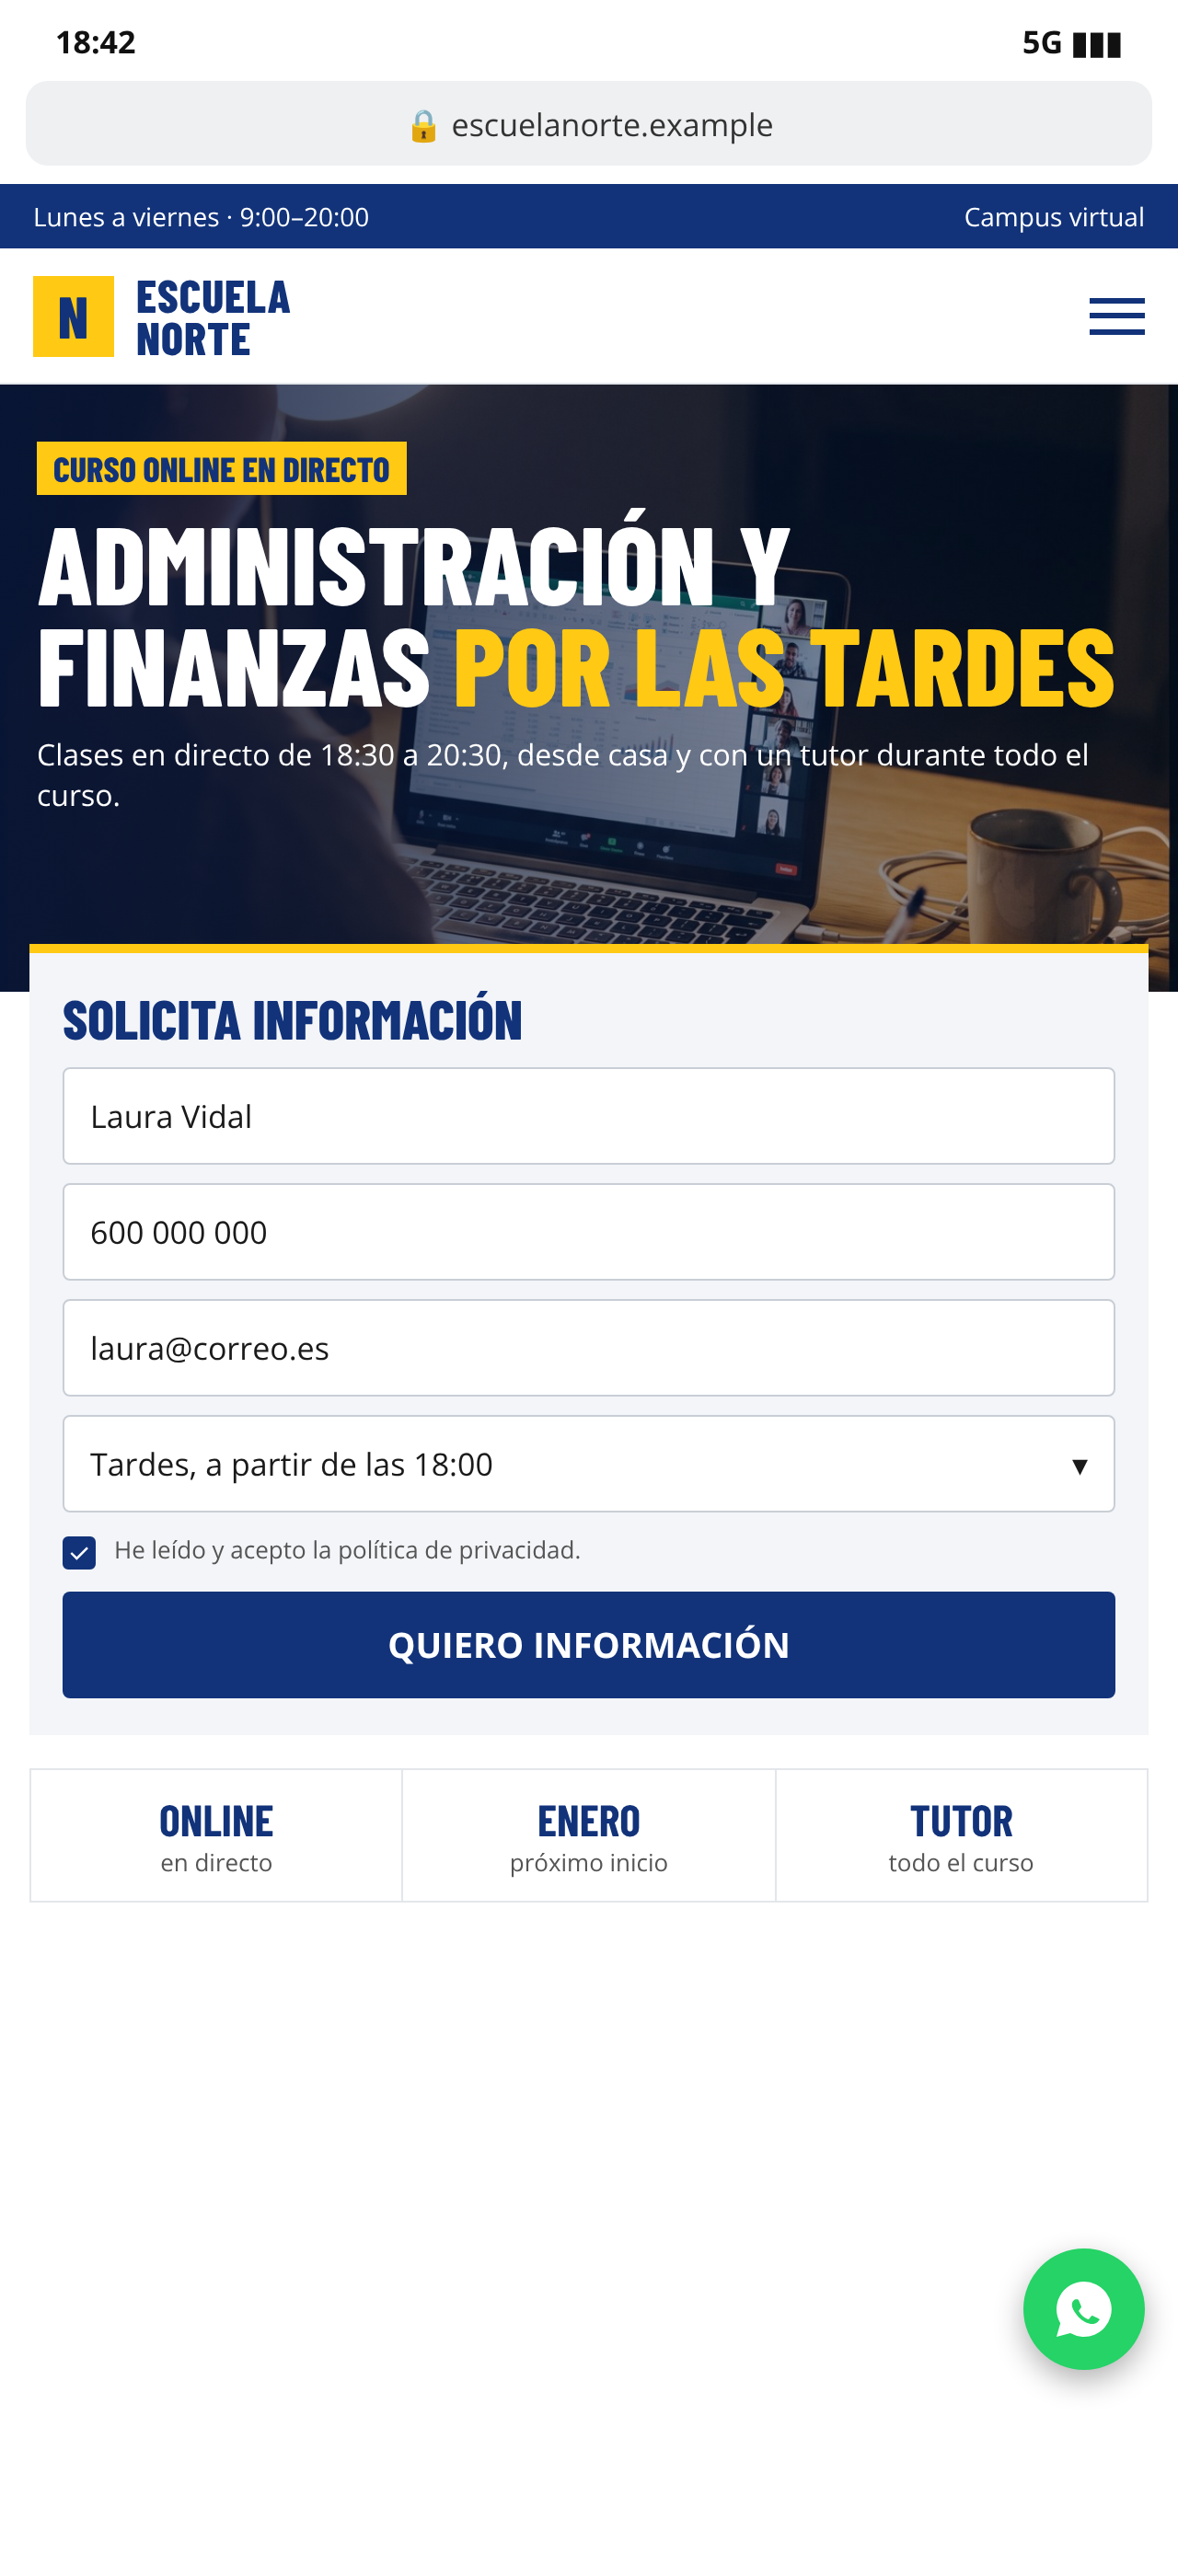 18:42
5G
escuelanorte.example
Lunes a viernes · 9:00–20:00
Campus virtual
N
ESCUELA
NORTE
CURSO ONLINE EN DIRECTO
ADMINISTRACIÓN Y
FINANZAS POR LAS TARDES
Clases en directo de 18:30 a 20:30, desde casa y con un tutor durante todo el
curso.
SOLICITA INFORMACIÓN
Laura Vidal
600 000 000
laura@correo.es
Tardes, a partir de las 18:00
He leído y acepto la política de privacidad.
QUIERO INFORMACIÓN
ONLINE
en directo
ENERO
próximo inicio
TUTOR
todo el curso